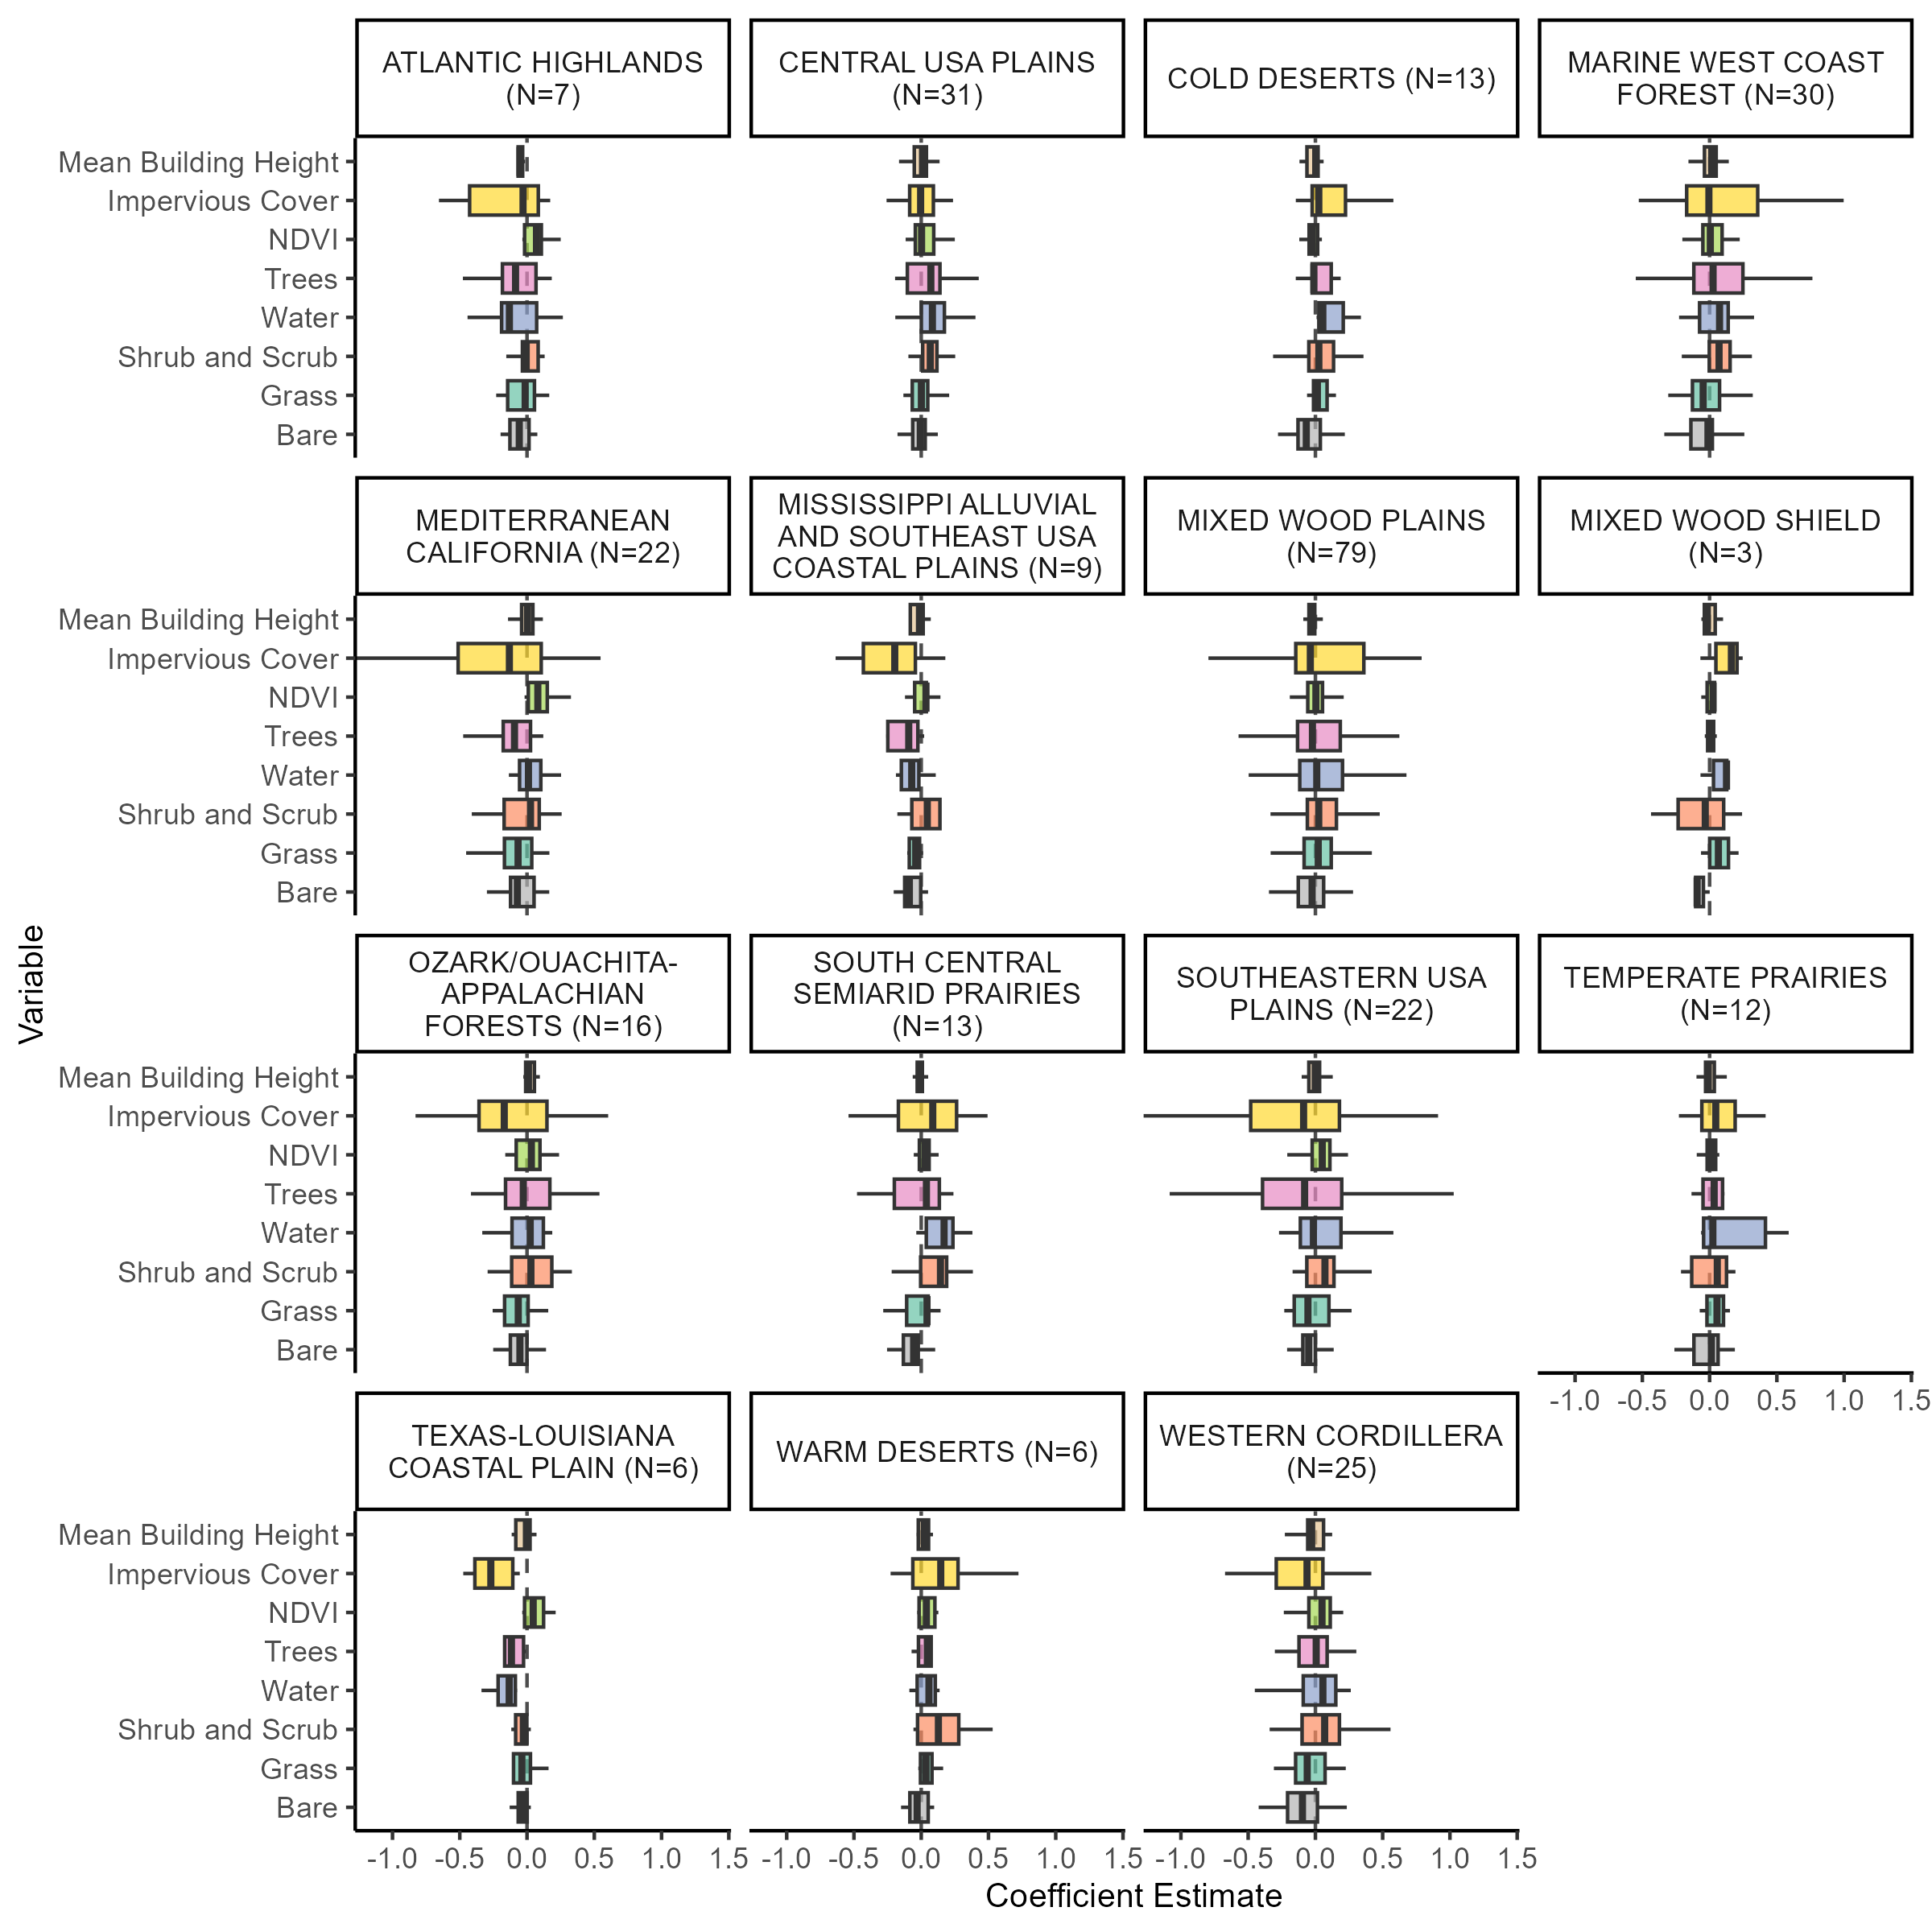 ATLANTIC HIGHLANDS
(N=7)
CENTRAL USA PLAINS
(N=31)
COLD DESERTS (N=13)
MARINE WEST COAST
FOREST (N=30)
Mean Building Height
Impervious Cover
NDVI
Trees
Water
Shrub and Scrub
Grass
Bare
MEDITERRANEAN
CALIFORNIA (N=22)
MISSISSIPPI ALLUVIAL
AND SOUTHEAST USA
COASTAL PLAINS (N=9)
MIXED WOOD PLAINS
(N=79)
MIXED WOOD SHIELD
(N=3)
Mean Building Height
Impervious Cover
NDVI
Trees
Water
Shrub and Scrub
Grass
Bare
Variable
OZARK/OUACHITA-
APPALACHIAN
FORESTS (N=16)
SOUTH CENTRAL
SEMIARID PRAIRIES
(N=13)
SOUTHEASTERN USA
PLAINS (N=22)
TEMPERATE PRAIRIES
(N=12)
Mean Building Height
Impervious Cover
NDVI
Trees
Water
Shrub and Scrub
Grass
Bare
-1.0 -0.5 0.0 0.5 1.0 1.5
TEXAS-LOUISIANA
COASTAL PLAIN (N=6)
WARM DESERTS (N=6)
WESTERN CORDILLERA
(N=25)
Mean Building Height
Impervious Cover
NDVI
Trees
Water
Shrub and Scrub
Grass
Bare
-1.0 -0.5 0.0 0.5 1.0 1.5
-1.0 -0.5 0.0 0.5 1.0 1.5
-1.0 -0.5 0.0 0.5 1.0 1.5
Coefficient Estimate